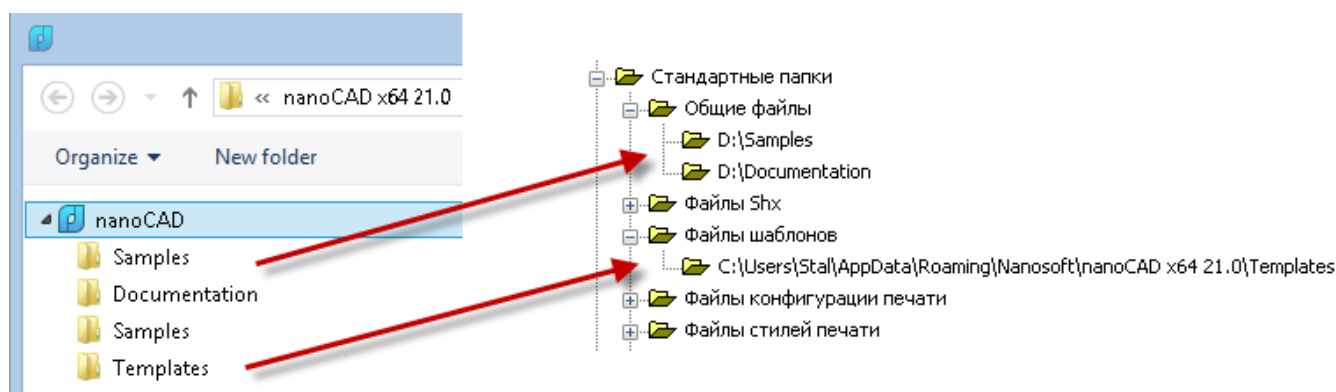 « nanoCAD x64 21.0
Organize New folder
nanoCAD
Samples
Documentation
Samples
Templates
Стандартные папки
Общие файлы
D:\Samples
D:\Documentation
Файлы Shx
Файлы шаблонов
C:\Users\Stal\AppData\Roaming\Nanosoft\nanoCAD x64 21.0\Templates
Файлы конфигурации печати
Файлы стилей печати